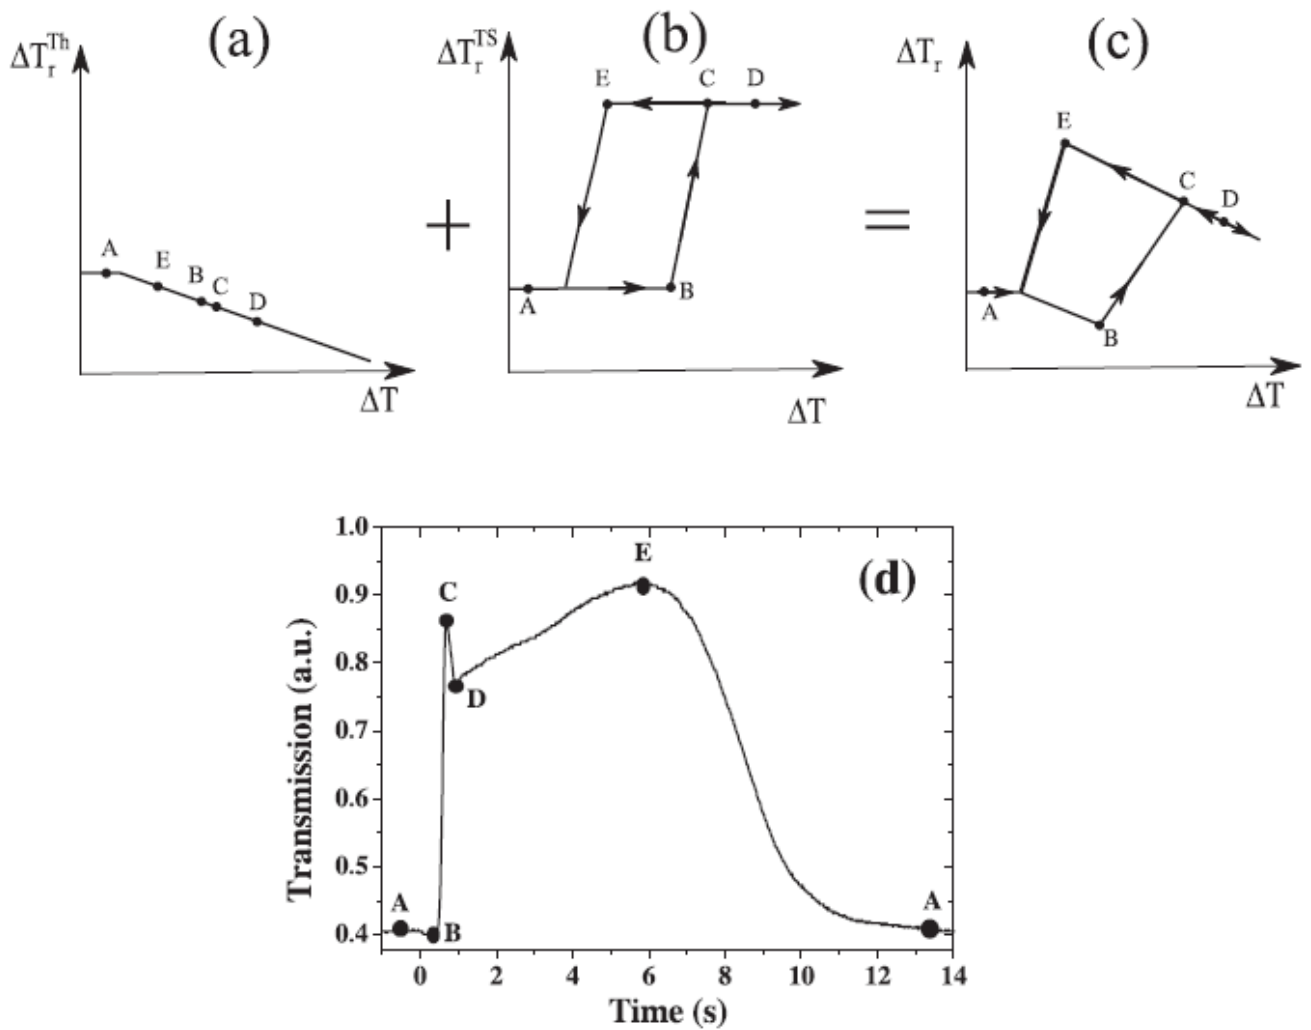 (a)
ΔT_r^Th
A
E
B
C
D
ΔT
+
(b)
ΔT_r^TS
E
C
D
A
B
ΔT
=
(c)
ΔT_r
E
C
D
A
B
ΔT
(d)
Transmission (a.u.)
1.0
0.9
0.8
0.7
0.6
0.5
0.4
E
C
D
A
B
A
0 2 4 6 8 10 12 14
Time (s)